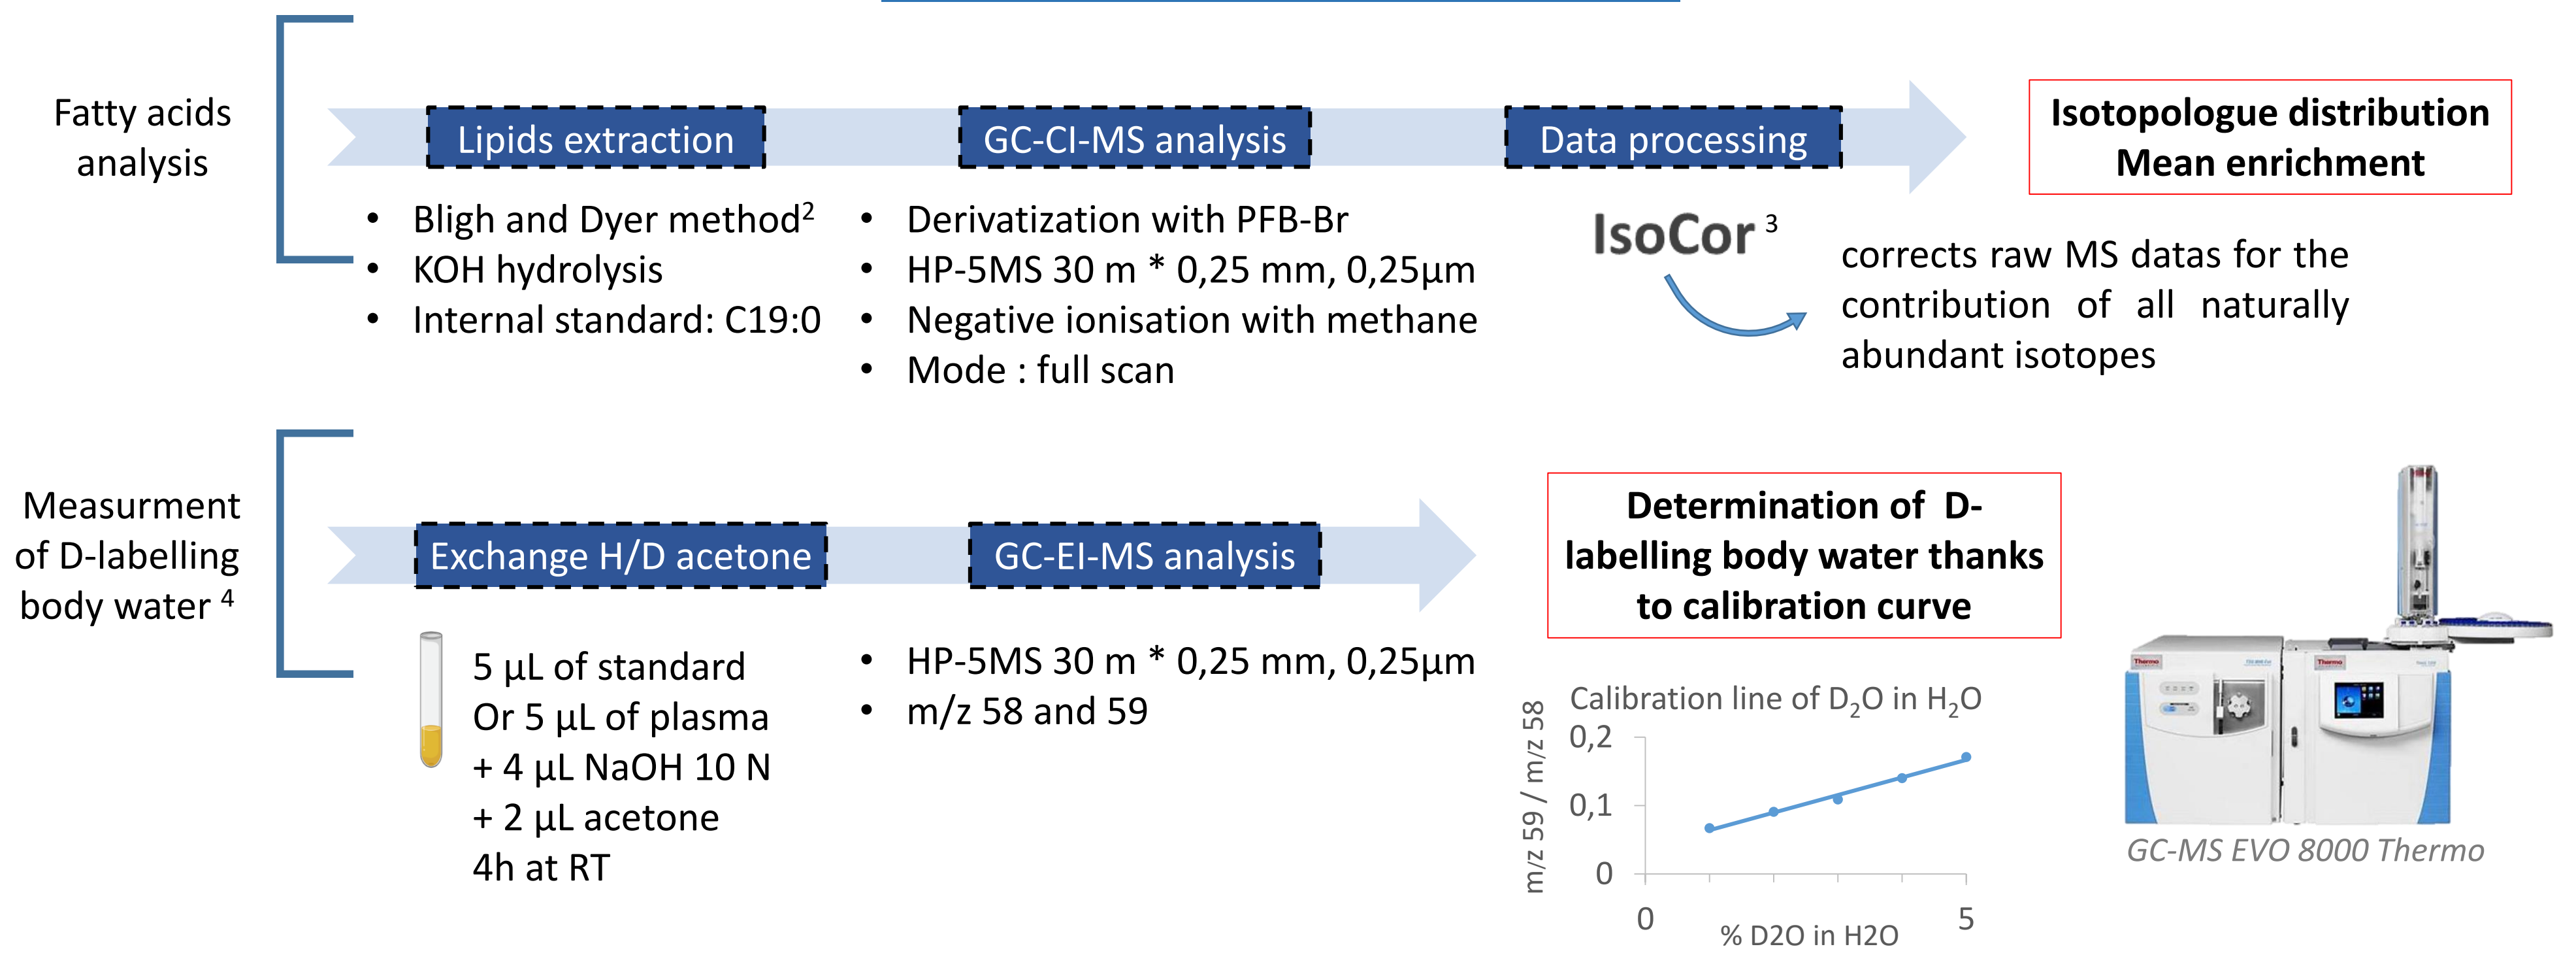 Fatty acids
analysis
Lipids extraction
• Bligh and Dyer method2
• KOH hydrolysis
• Internal standard: C19:0
GC-CI-MS analysis
• Derivatization with PFB-Br
• HP-5MS 30 m * 0,25 mm, 0,25µm
• Negative ionisation with methane
• Mode : full scan
Data processing
IsoCor 3
corrects raw MS datas for the
contribution of all naturally
abundant isotopes
Isotopologue distribution
Mean enrichment
Measurment
of D-labelling
body water 4
Exchange H/D acetone
5 µL of standard
Or 5 µL of plasma
+ 4 µL NaOH 10 N
+ 2 µL acetone
4h at RT
GC-EI-MS analysis
• HP-5MS 30 m * 0,25 mm, 0,25µm
• m/z 58 and 59
Determination of D-
labelling body water thanks
to calibration curve
Calibration line of D2O in H2O
m/z 59 / m/z 58
0,2
0,1
0
0 5
% D2O in H2O
Thermo
Thermo
GC-MS EVO 8000 Thermo